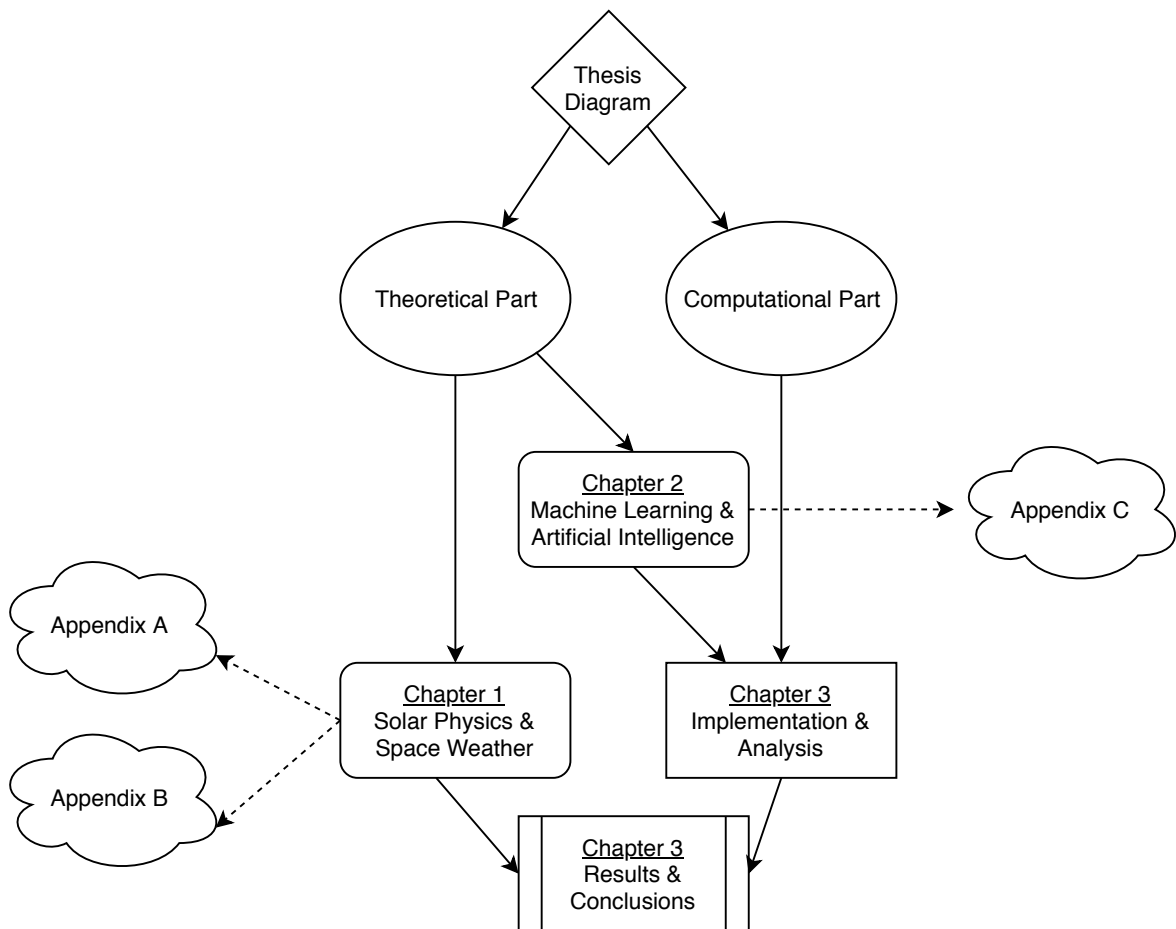 Thesis
Diagram
Theoretical Part
Computational Part
Chapter 2
Machine Learning &
Artificial Intelligence
Appendix C
Appendix A
Chapter 1
Solar Physics &
Space Weather
Chapter 3
Implementation &
Analysis
Appendix B
Chapter 3
Results &
Conclusions